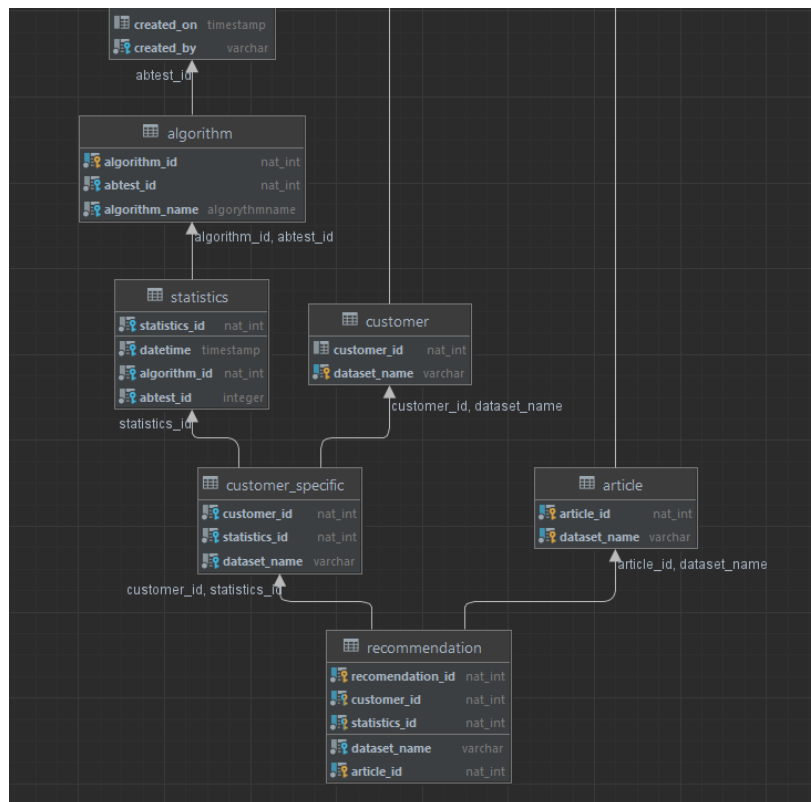 created_on timestamp
created_by varchar
abtest_id
algorithm
algorithm_id nat_int
abtest_id nat_int
algorithm_name algorythmname
algorithm_id, abtest_id
statistics
statistics_id nat_int
datetime timestamp
algorithm_id nat_int
abtest_id integer
customer
customer_id nat_int
dataset_name varchar
customer_id, dataset_name
statistics_id
customer_specific
customer_id nat_int
statistics_id nat_int
dataset_name varchar
article
article_id nat_int
dataset_name varchar
article_id, dataset_name
customer_id, statistics_id
recommendation
recomendation_id nat_int
customer_id nat_int
statistics_id nat_int
dataset_name varchar
article_id nat_int